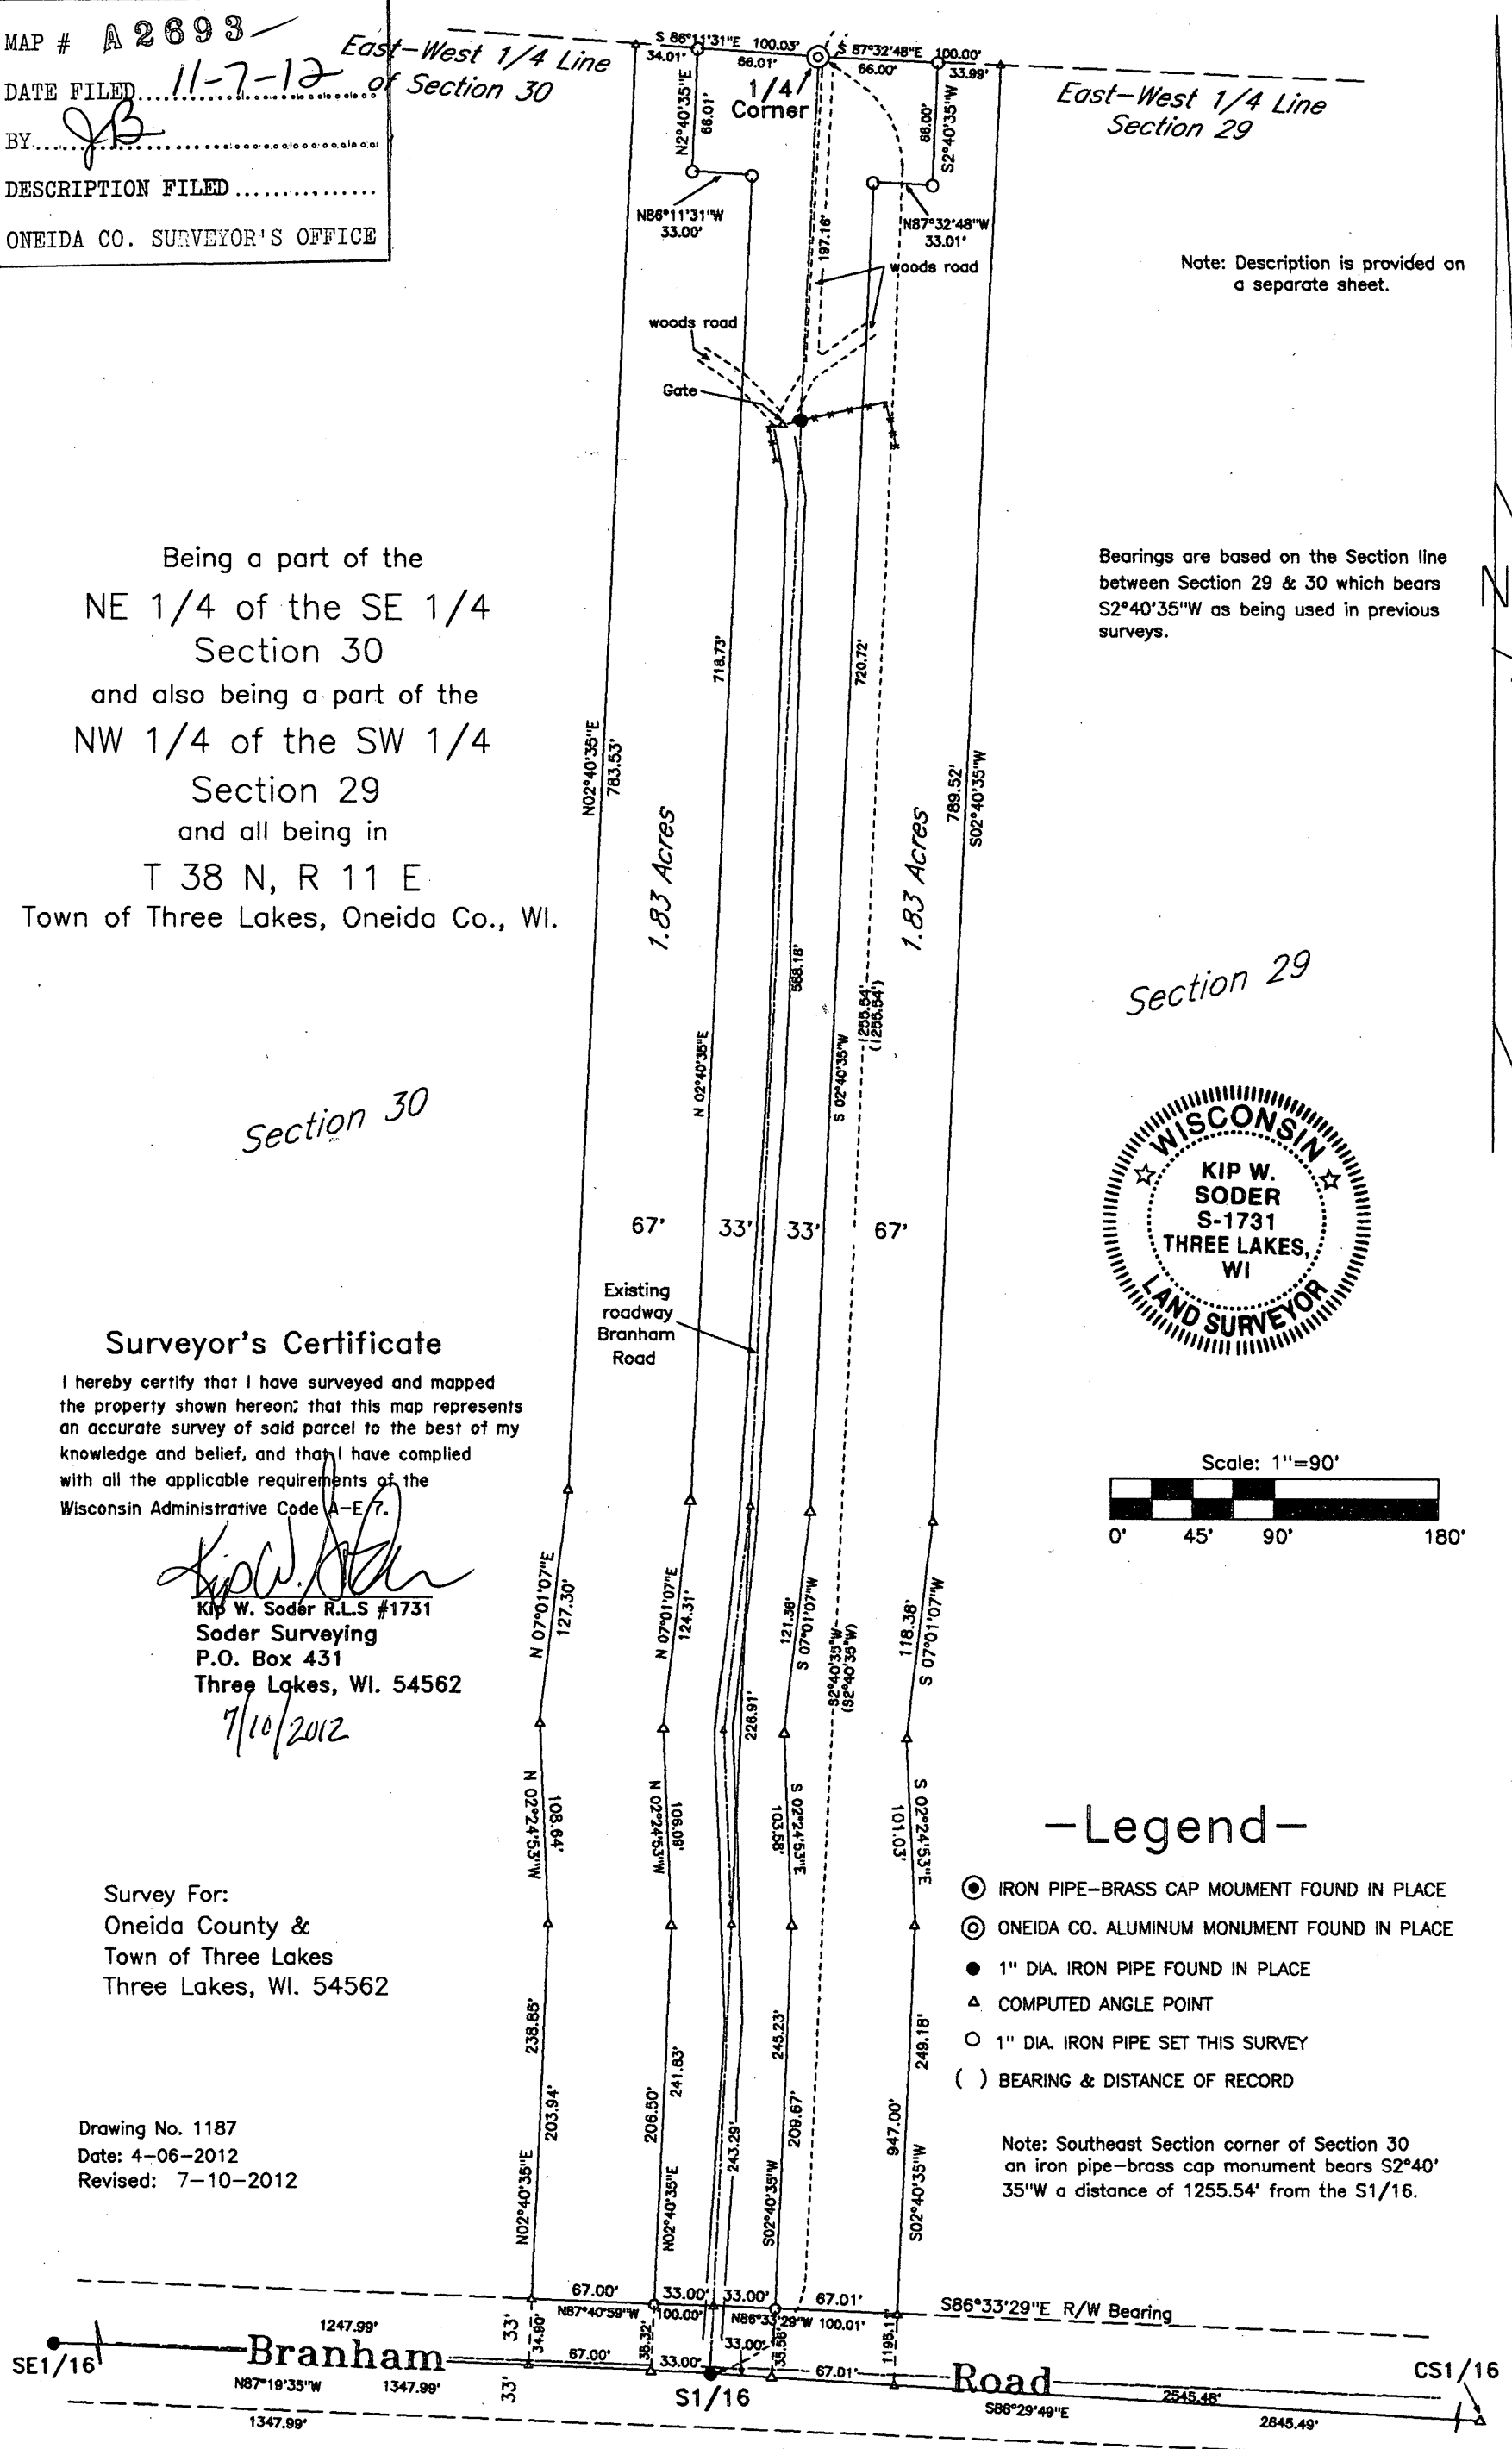 MAP # A2693
DATE FILED 11-7-12
BY JB
DESCRIPTION FILED
ONEIDA CO. SURVEYOR'S OFFICE
East-West 1/4 Line
of Section 30
S 86°11'31"E 100.03'
34.01'
66.01'
S 87°32'48"E 100.00'
66.00'
33.99'
1/4
Corner
East-West 1/4 Line
Section 29
N2°40'35"E
66.01'
66.00'
S2°40'35"W
N86°11'31"W
33.00'
N87°32'48"W
33.01'
197.16'
woods road
woods road
Gate
Note: Description is provided on
a separate sheet.
Being a part of the
NE 1/4 of the SE 1/4
Section 30
and also being a part of the
NW 1/4 of the SW 1/4
Section 29
and all being in
T 38 N, R 11 E
Town of Three Lakes, Oneida Co., WI.
Bearings are based on the Section line
between Section 29 & 30 which bears
S2°40'35"W as being used in previous
surveys.
N
718.73'
720.72'
N02°40'35"E
783.53'
789.52'
S02°40'35"W
1.83 Acres
1.83 Acres
568.18'
1255.54'
(1255.54')
N 02°40'35"E
S 02°40'35"W
Section 29
Section 30
WISCONSIN
KIP W.
SODER
S-1731
THREE LAKES,
WI
LAND SURVEYOR
67' 33' 33' 67'
Existing
roadway
Branham
Road
Surveyor's Certificate
I hereby certify that I have surveyed and mapped
the property shown hereon; that this map represents
an accurate survey of said parcel to the best of my
knowledge and belief, and that I have complied
with all the applicable requirements of the
Wisconsin Administrative Code A-E 7.
Kip W. Soder
Kip W. Soder R.L.S #1731
Soder Surveying
P.O. Box 431
Three Lakes, WI. 54562
7/10/2012
Scale: 1"=90'
0' 45' 90' 180'
N 07°01'07"E
127.30'
N 07°01'07"E
124.31'
121.38'
S 07°01'07"W
118.38'
S 07°01'07"W
S2°40'35"W
(S2°40'35"W)
226.91'
N 02°24'53"W
108.64'
N 02°24'53"W
106.09'
S 02°24'53"E
103.58'
S 02°24'53"E
101.03'
Survey For:
Oneida County &
Town of Three Lakes
Three Lakes, WI. 54562
-Legend-
IRON PIPE-BRASS CAP MOUMENT FOUND IN PLACE
ONEIDA CO. ALUMINUM MONUMENT FOUND IN PLACE
1" DIA. IRON PIPE FOUND IN PLACE
COMPUTED ANGLE POINT
1" DIA. IRON PIPE SET THIS SURVEY
( ) BEARING & DISTANCE OF RECORD
238.85'
203.94'
N02°40'35"E
241.83'
206.50'
N02°40'35"E
243.29'
245.23'
209.67'
S02°40'35"W
249.18'
947.00'
S02°40'35"W
Drawing No. 1187
Date: 4-06-2012
Revised: 7-10-2012
Note: Southeast Section corner of Section 30
an iron pipe-brass cap monument bears S2°40'
35"W a distance of 1255.54' from the S1/16.
67.00' 33.00' 33.00' 67.01'
N87°40'59"W 100.00' N86°33'29"W 100.01'
S86°33'29"E R/W Bearing
33'
34.90'
35.32'
35.56'
1195.11'
1247.99'
SE1/16
Branham
67.00' 33.00' 33.00' 67.01'
Road
CS1/16
N87°19'35"W 1347.99'
33'
S1/16
2545.48'
S86°29'49"E
2645.49'
1347.99'